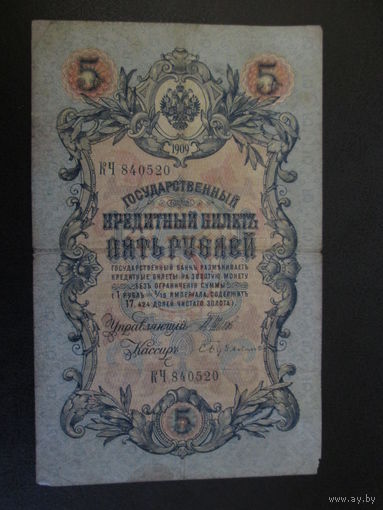 5 5
1909
КЧ 840520
ГОСУДАРСТВЕННЫЙ
КРЕДИТНЫЙ БИЛЕТЪ
ПЯТЬ РУБЛЕЙ
ГОСУДАРСТВЕННЫЙ БАНКЪ РАЗМѢНИВАЕТЪ
КРЕДИТНЫЕ БИЛЕТЫ НА ЗОЛОТУЮ МОНЕТУ
БЕЗЪ ОГРАНИЧЕНІЯ СУММЫ
(1 РУБЛЬ = 1/15 ИМПЕРІАЛА, СОДЕРЖИТЪ
17,424 ДОЛЕЙ ЧИСТАГО ЗОЛОТА).
Управляющій
Кассиръ
КЧ 840520
5
ay.by